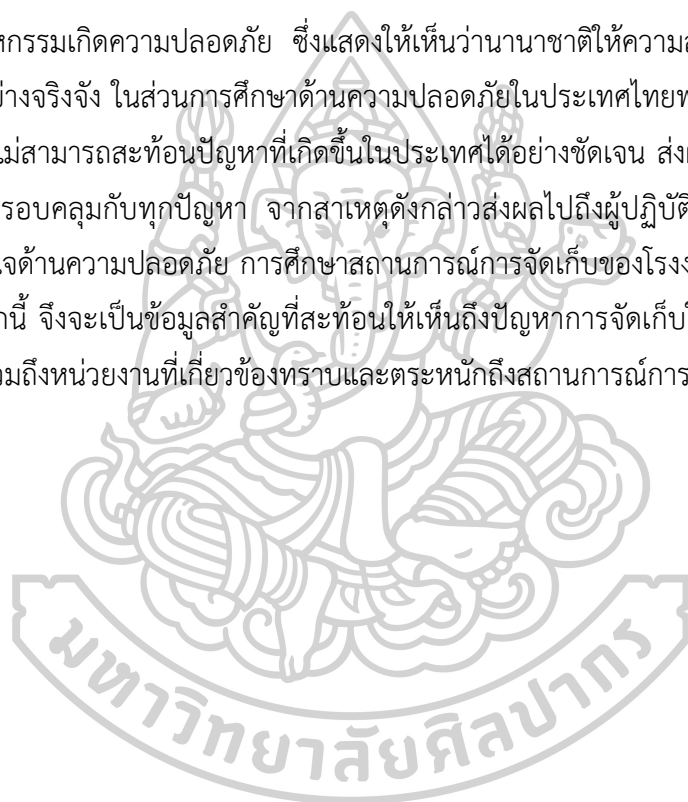 หกรรมเกิดความปลอดภัย ซึ่งแสดงให้เห็นว่านานาชาติให้ความ
ย่างจริงจัง ในส่วนการศึกษาด้านความปลอดภัยในประเทศไทย
ไม่สามารถสะท้อนปัญหาที่เกิดขึ้นในประเทศได้อย่างชัดเจน
รอบคลุมกับทุกปัญหา จากสาเหตุดังกล่าวส่งผลไปถึงผู้ปฏิบัติ
ใจด้านความปลอดภัย การศึกษาสถานการณ์การจัดเก็บของโรง
นี้ จึงจะเป็นข้อมูลสำคัญที่สะท้อนให้เห็นถึงปัญหาการจัดเก็บ
วมถึงหน่วยงานที่เกี่ยวข้องทราบและตระหนักถึงสถานการณ์การ
มหาวิทยาลัยศิลปากร